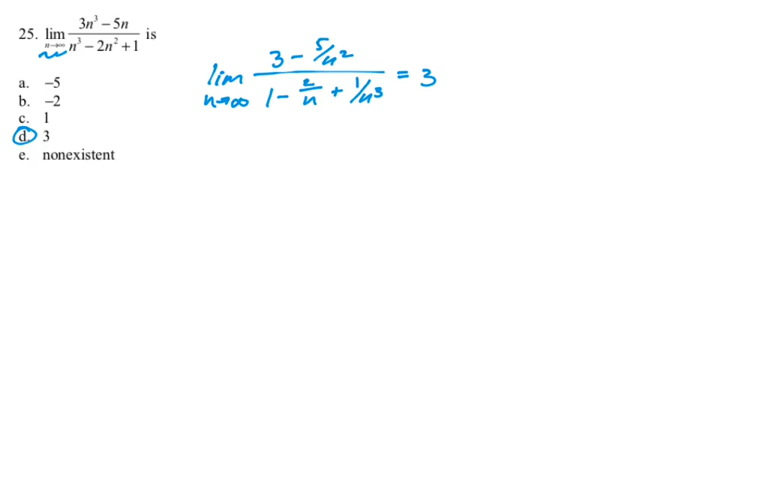 25. lim n→∞ (3n³ – 5n)/(n³ – 2n² + 1) is
lim n→∞ (3 - 5/n²)/(1 - 2/n + 1/n³) = 3
a. –5
b. –2
c. 1
d. 3
e. nonexistent